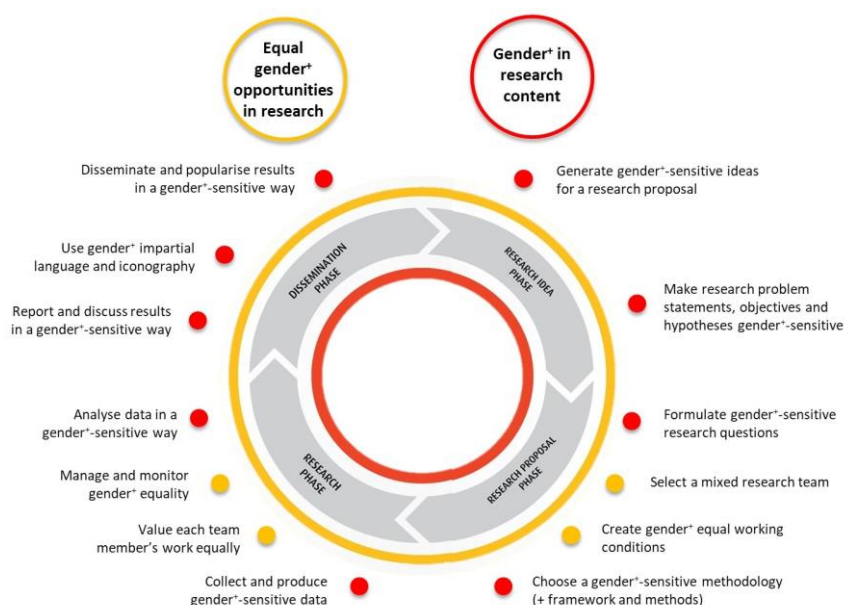 Equal
gender⁺
opportunities
in research
Gender⁺ in
research
content
Disseminate and popularise results
in a gender⁺-sensitive way
Generate gender⁺-sensitive ideas
for a research proposal
Use gender⁺ impartial
language and iconography
DISSEMINATION
PHASE
RESEARCH IDEA
PHASE
Make research problem
statements, objectives and
hypotheses gender⁺-sensitive
Report and discuss results
in a gender⁺-sensitive way
Analyse data in a
gender⁺-sensitive way
Formulate gender⁺-sensitive
research questions
Manage and monitor
gender⁺ equality
RESEARCH
PHASE
RESEARCH PROPOSAL
PHASE
Select a mixed research team
Value each team
member's work equally
Create gender⁺ equal working
conditions
Collect and produce
gender⁺-sensitive data
Choose a gender⁺-sensitive methodology
(+ framework and methods)